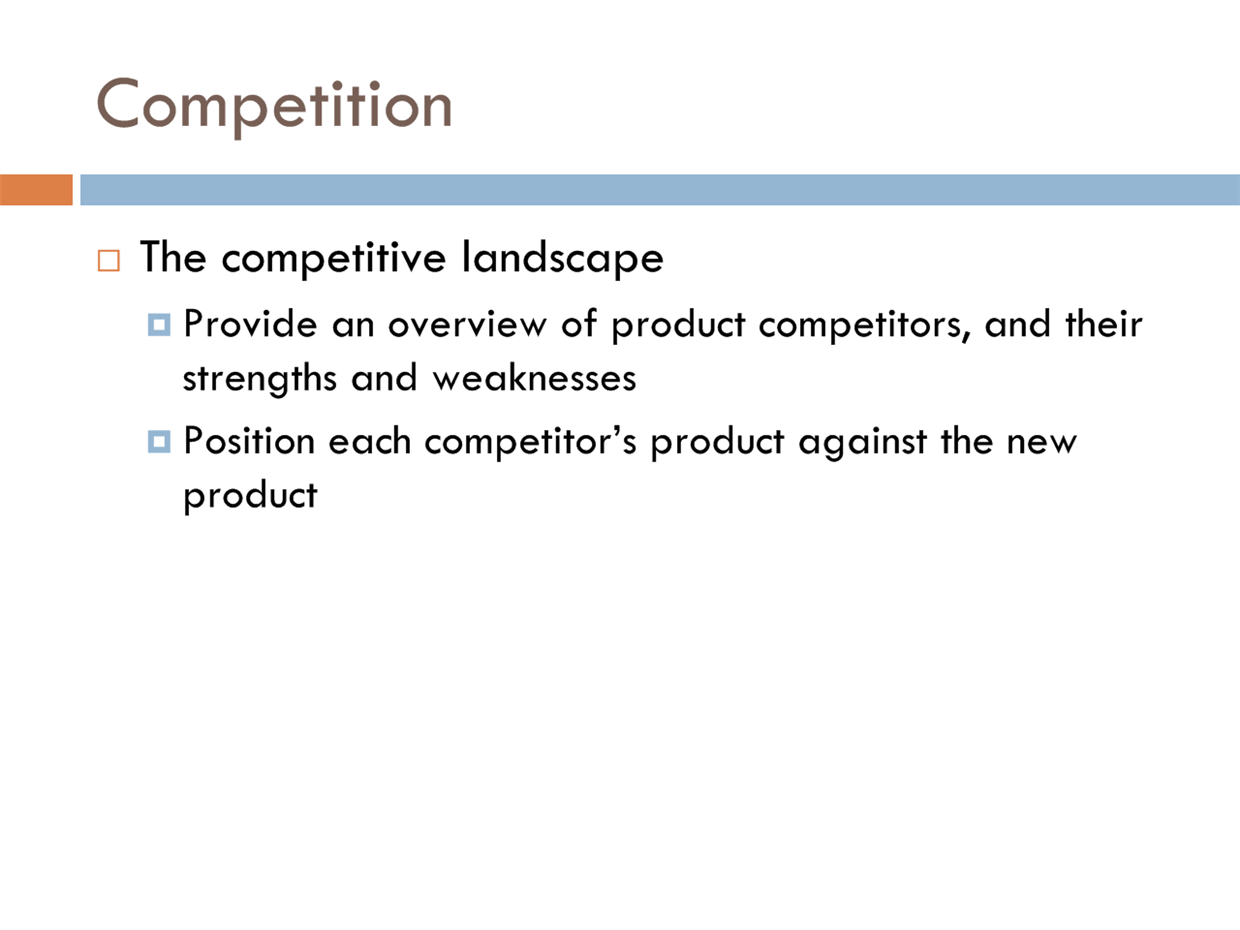 Competition
The competitive landscape
Provide an overview of product competitors, and their
strengths and weaknesses
Position each competitor’s product against the new
product